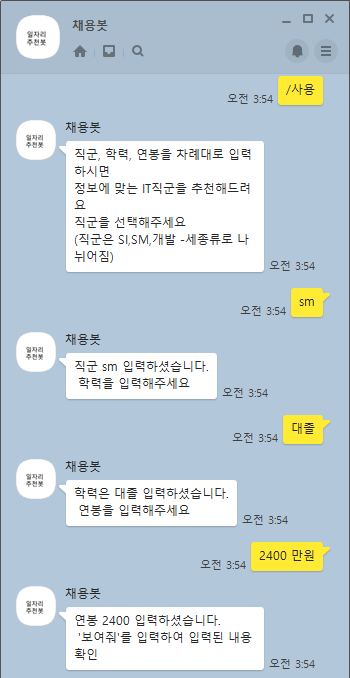 일자리
추천봇
채용봇
/사용
오전 3:54
일자리
추천봇
채용봇
직군, 학력, 연봉을 차례대로 입력
하시면
정보에 맞는 IT직군을 추천해드려
요
직군을 선택해주세요
(직군은 SI,SM,개발 -세종류로 나
뉘어짐)
오전 3:54
sm
오전 3:54
일자리
추천봇
채용봇
직군 sm 입력하셨습니다.
학력을 입력해주세요
오전 3:54
대졸
오전 3:54
일자리
추천봇
채용봇
학력은 대졸 입력하셨습니다.
연봉을 입력해주세요
오전 3:54
2400 만원
오전 3:54
일자리
추천봇
채용봇
연봉 2400 입력하셨습니다.
'보여줘'를 입력하여 입력된 내용
확인
오전 3:54